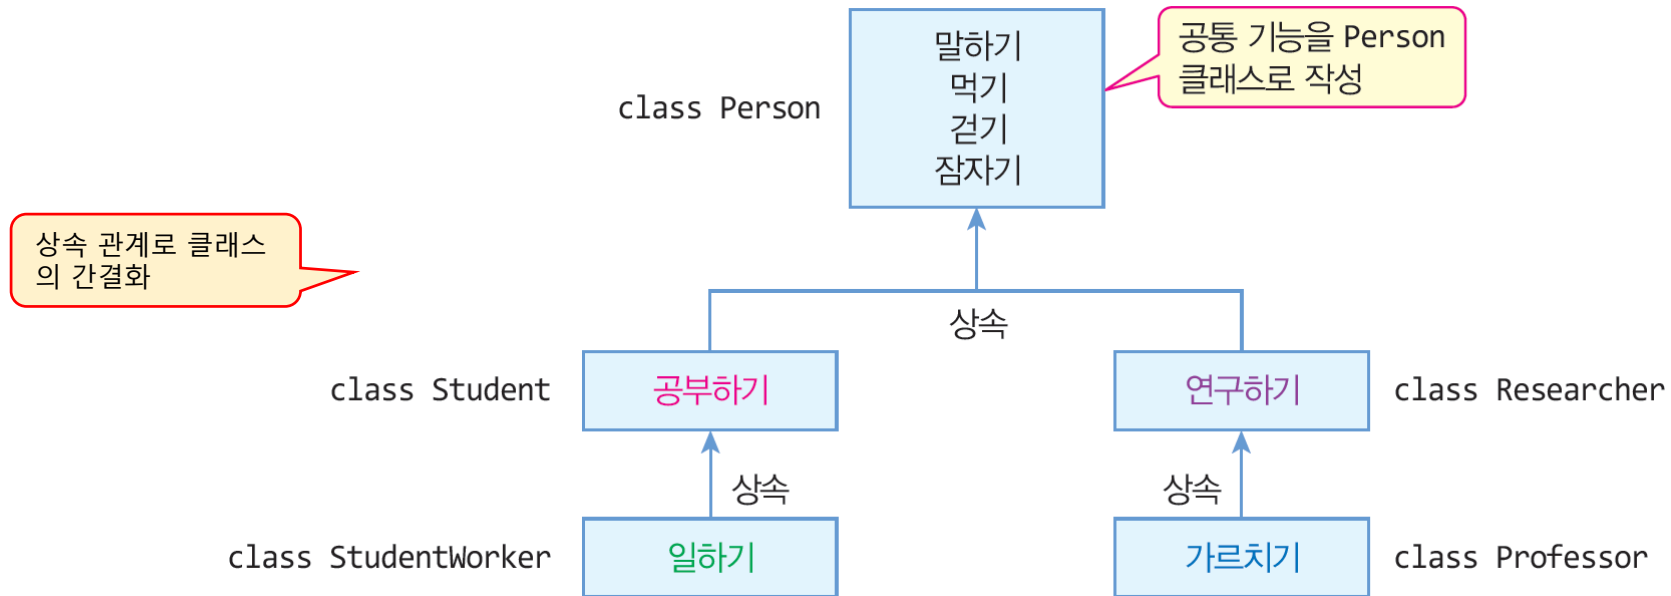 말하기
먹기
걷기
잠자기
class Person
공통 기능을 Person
클래스로 작성
상속 관계로 클래스
의 간결화
상속
class Student
공부하기
연구하기
class Researcher
상속
상속
class StudentWorker
일하기
가르치기
class Professor